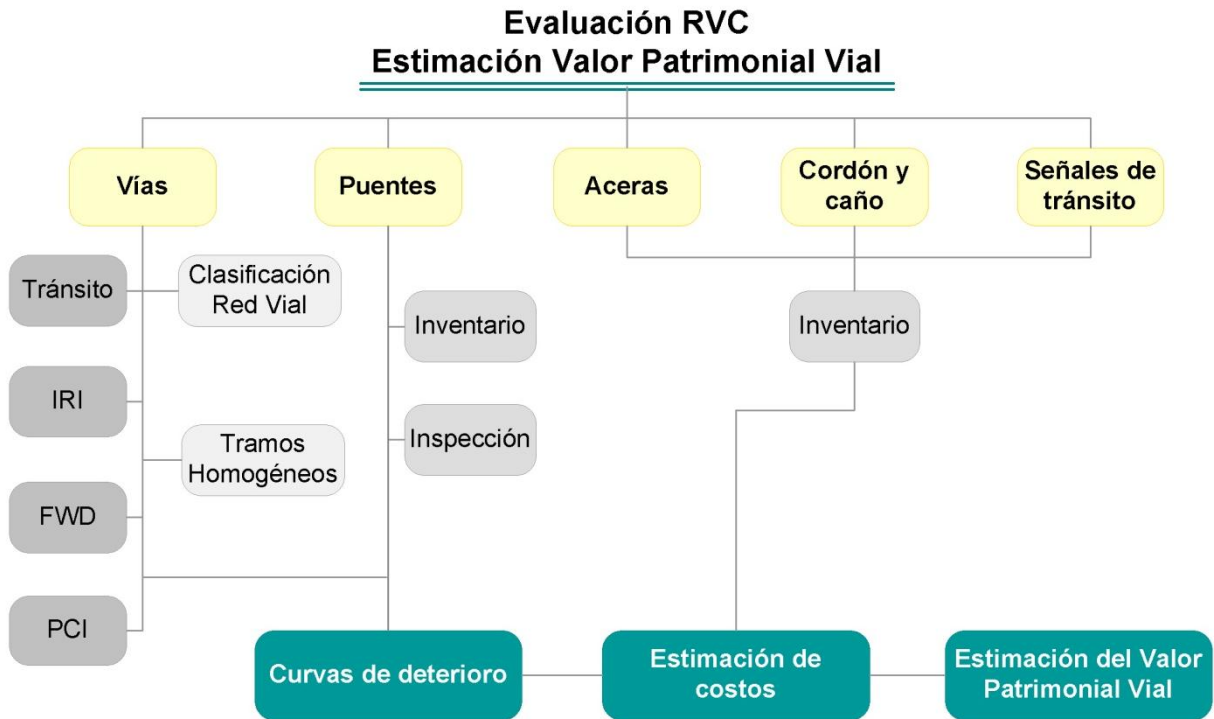 Evaluación RVC
Estimación Valor Patrimonial Vial
Vías
Puentes
Aceras
Cordón y
caño
Señales de
tránsito
Tránsito
Clasificación
Red Vial
Inventario
Inventario
IRI
Tramos
Homogéneos
Inspección
FWD
PCI
Curvas de deterioro
Estimación de
costos
Estimación del Valor
Patrimonial Vial